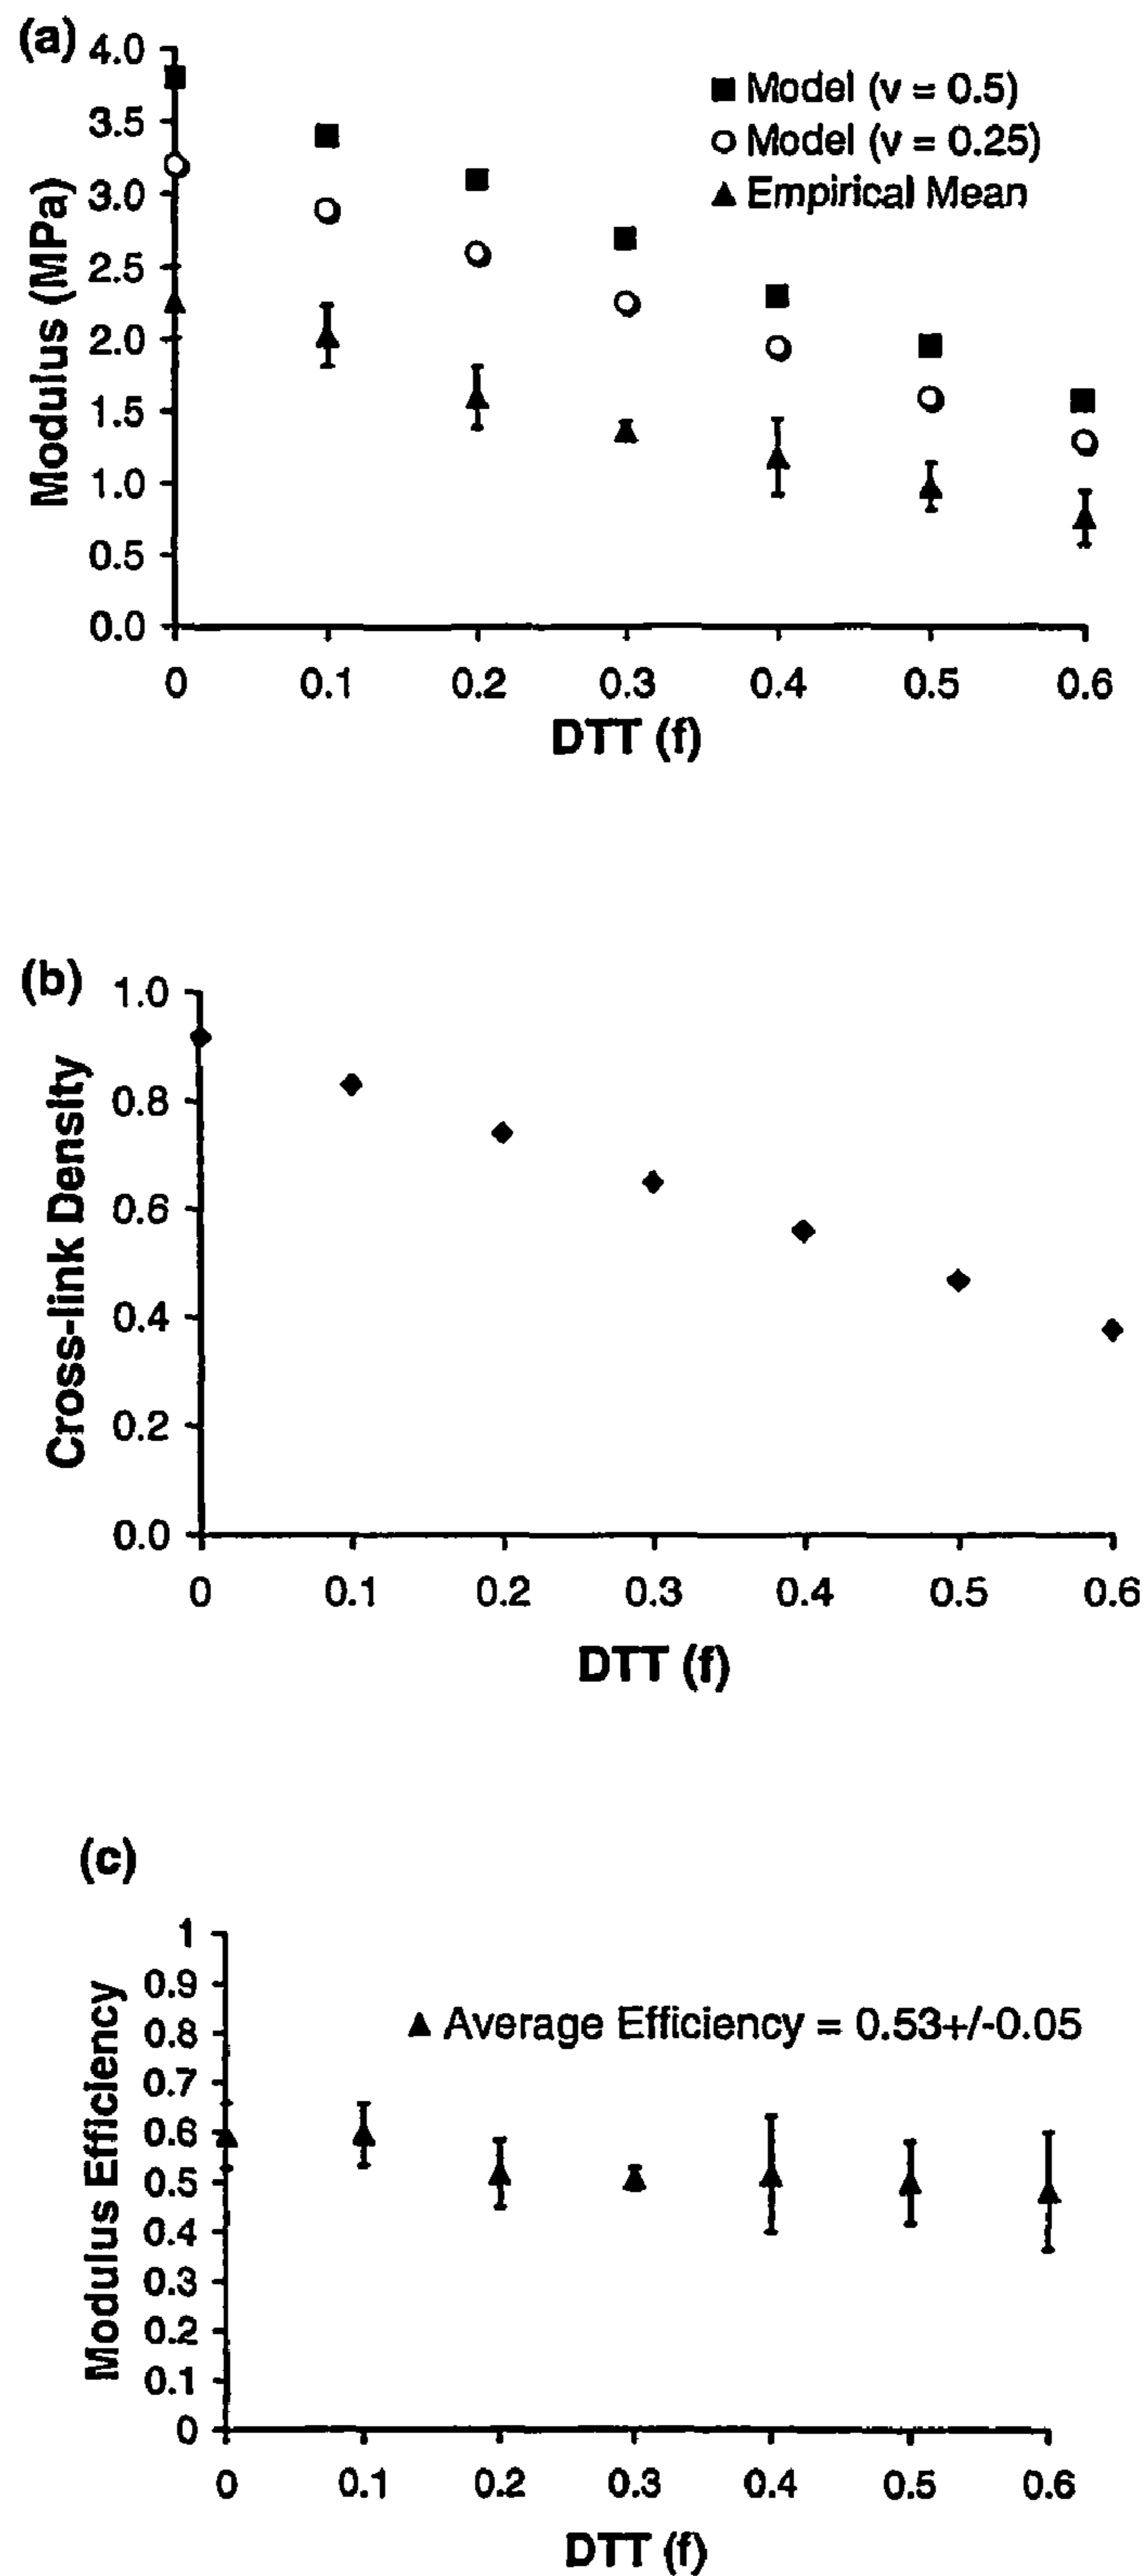 (a)
4.0
3.5
3.0
2.5
2.0
1.5
1.0
0.5
0.0
Modulus (MPa)
■ Model (v = 0.5)
○ Model (v = 0.25)
▲ Empirical Mean
0 0.1 0.2 0.3 0.4 0.5 0.6
DTT (f)
(b)
1.0
0.8
0.6
0.4
0.2
0.0
Cross-link Density
0 0.1 0.2 0.3 0.4 0.5 0.6
DTT (f)
(c)
1
0.9
0.8
0.7
0.6
0.5
0.4
0.3
0.2
0.1
0
Modulus Efficiency
▲ Average Efficiency = 0.53+/-0.05
0 0.1 0.2 0.3 0.4 0.5 0.6
DTT (f)